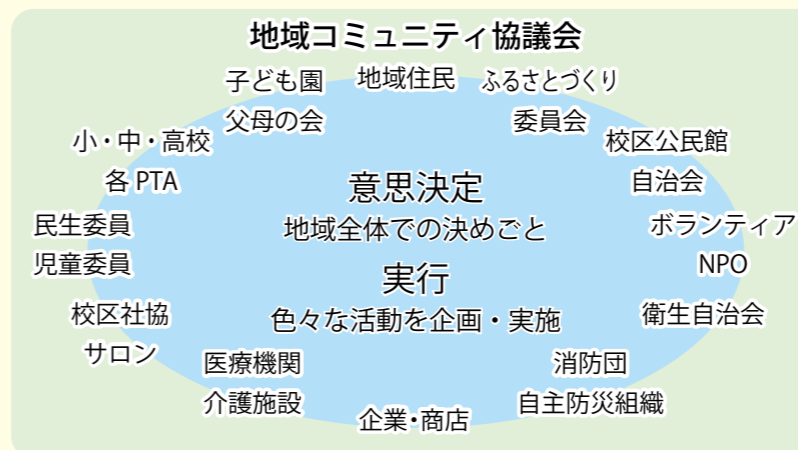 地域コミュニティ協議会
子ども園
父母の会
地域住民
ふるさとづくり
委員会
小・中・高校
各 PTA
校区公民館
自治会
民生委員
児童委員
意思決定
地域全体での決めごと
実行
色々な活動を企画・実施
ボランティア
NPO
校区社協
サロン
衛生自治会
医療機関
介護施設
企業・商店
消防団
自主防災組織